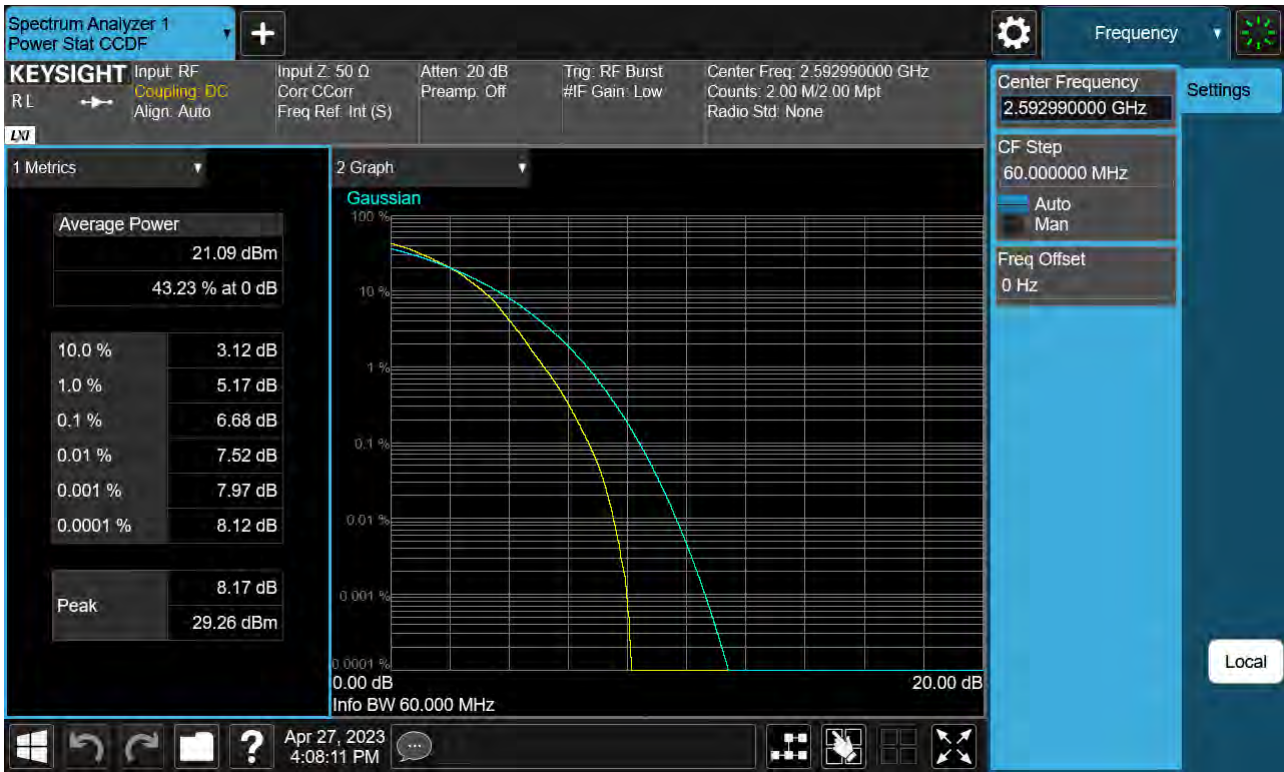 Spectrum Analyzer 1
Power Stat CCDF
Frequency
KEYSIGHT
RL
LXI
Input: RF
Coupling: DC
Align: Auto
Input Z: 50 Ω
Corr CCorr
Freq Ref: Int (S)
Atten: 20 dB
Preamp: Off
Trig: RF Burst
#IF Gain: Low
Center Freq: 2.592990000 GHz
Counts: 2.00 M/2.00 Mpt
Radio Std: None
Center Frequency
2.592990000 GHz
Settings
CF Step
60.000000 MHz
Auto
Man
Freq Offset
0 Hz
1 Metrics
Average Power
21.09 dBm
43.23 % at 0 dB
10.0 % 3.12 dB
1.0 % 5.17 dB
0.1 % 6.68 dB
0.01 % 7.52 dB
0.001 % 7.97 dB
0.0001 % 8.12 dB
Peak
8.17 dB
29.26 dBm
2 Graph
Gaussian
100 %
10 %
1 %
0.1 %
0.01 %
0.001 %
0.0001 %
0.00 dB 20.00 dB
Info BW 60.000 MHz
Local
?
Apr 27, 2023
4:08:11 PM